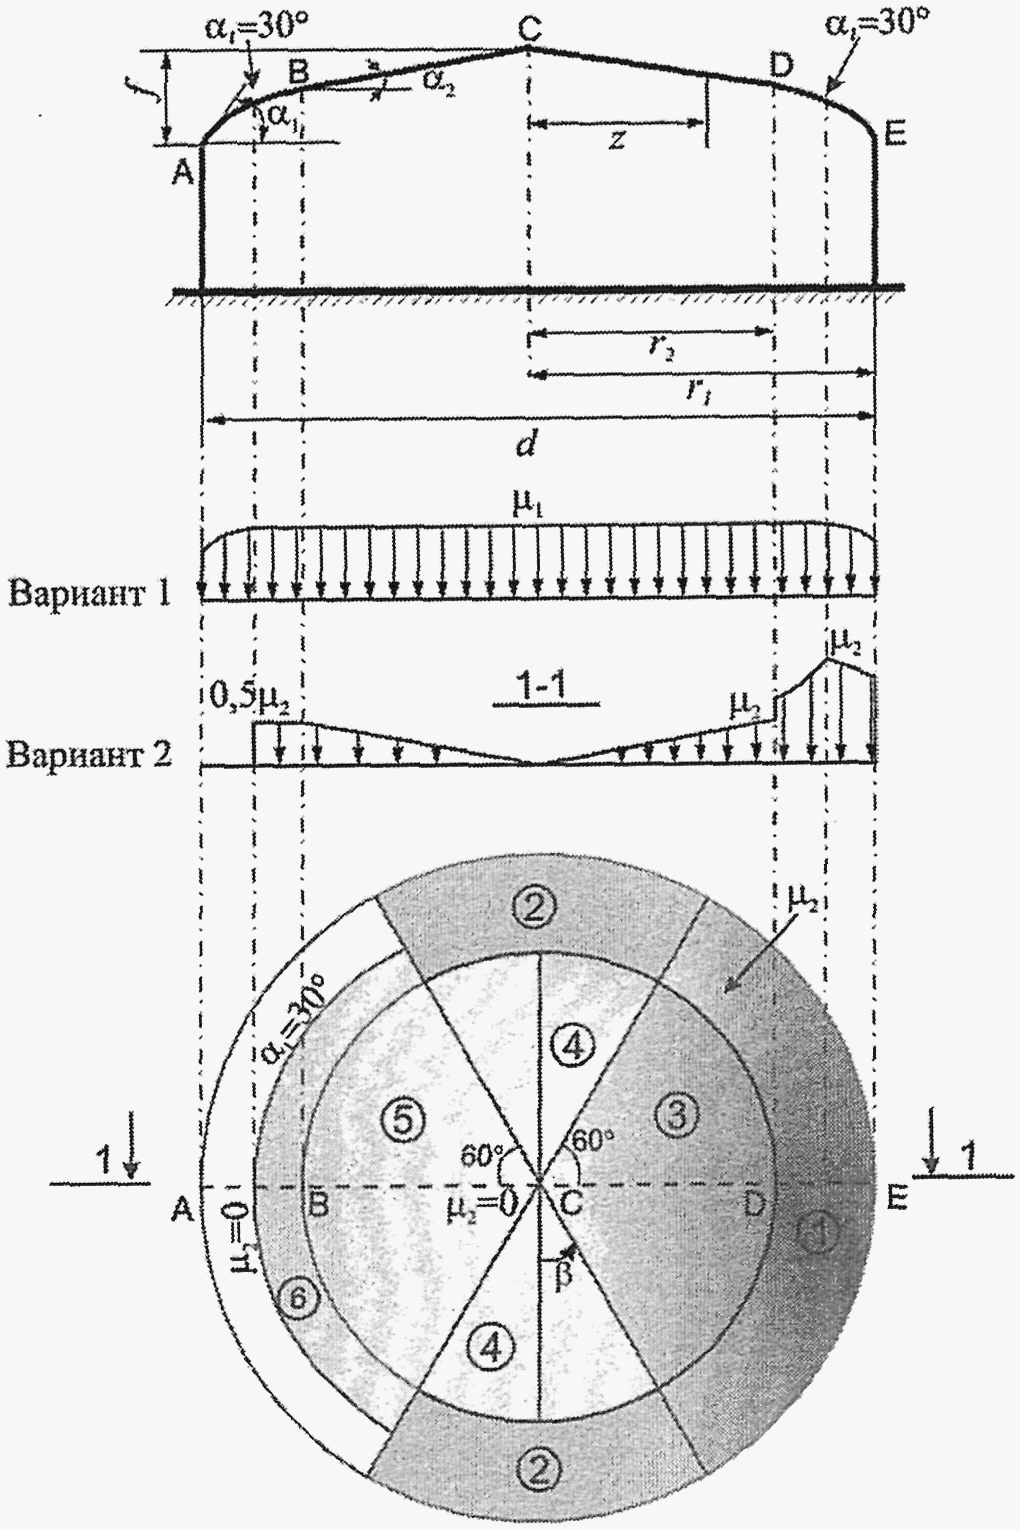 α₁=30°
C
α₁=30°
f
B
α₂
D
α₁
z
E
A
r₂
r₁
d
μ₁
Вариант 1
μ₂
0,5μ₂
1-1
μ₂
Вариант 2
②
μ₂
α₁=30°
④
⑤
③
60°
60°
1
1
A
B
μ₂=0
C
D
E
μ₂=0
①
β
⑥
④
②